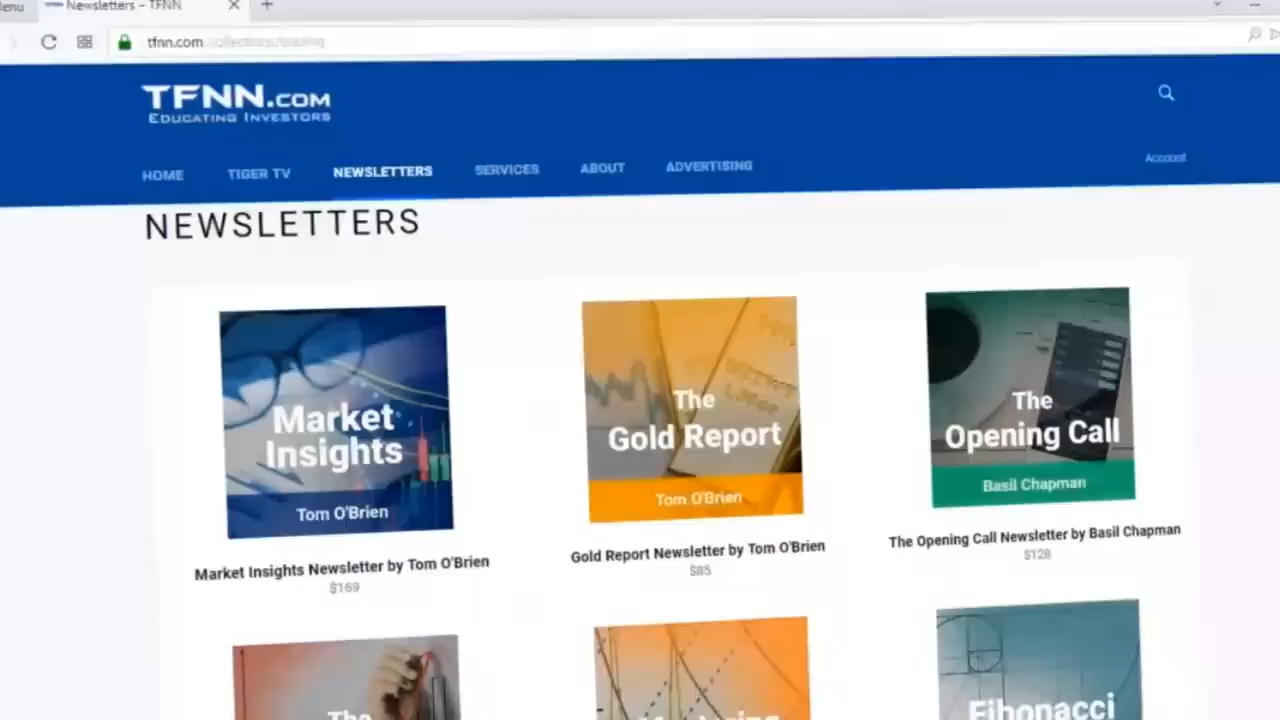 Newsletters – TFNN
tfnn.com
TFNN.COM
EDUCATING INVESTORS
HOME TIGER TV NEWSLETTERS SERVICES ABOUT ADVERTISING
Account
NEWSLETTERS
Market
Insights
Tom O'Brien
Market Insights Newsletter by Tom O'Brien
$169
The
Gold Report
Tom O'Brien
Gold Report Newsletter by Tom O'Brien
$85
The
Opening Call
Basil Chapman
The Opening Call Newsletter by Basil Chapman
$128
The
Fibonacci